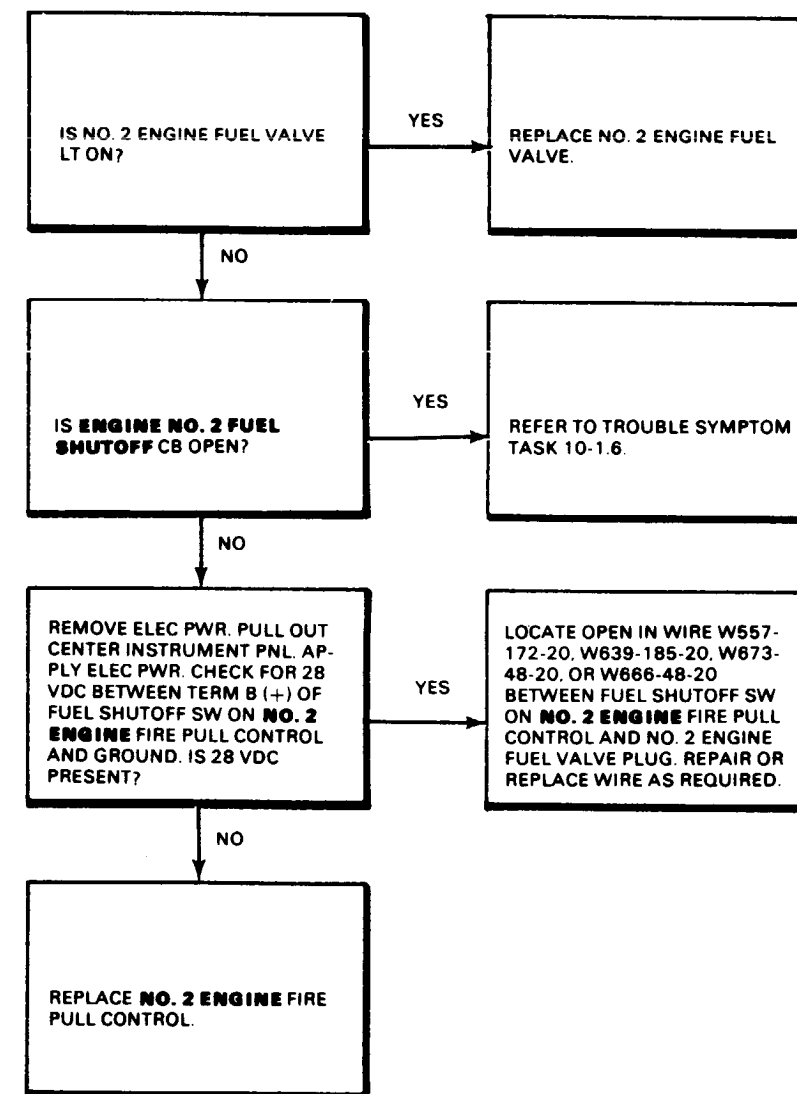 IS NO. 2 ENGINE FUEL VALVE
LT ON?
YES
REPLACE NO. 2 ENGINE FUEL
VALVE.
NO
IS ENGINE NO. 2 FUEL
SHUTOFF CB OPEN?
YES
REFER TO TROUBLE SYMPTOM
TASK 10-1.6.
NO
REMOVE ELEC PWR. PULL OUT
CENTER INSTRUMENT PNL. AP-
PLY ELEC PWR. CHECK FOR 28
VDC BETWEEN TERM B (+) OF
FUEL SHUTOFF SW ON NO. 2
ENGINE FIRE PULL CONTROL
AND GROUND. IS 28 VDC
PRESENT?
YES
LOCATE OPEN IN WIRE W557-
172-20, W639-185-20, W673-
48-20, OR W666-48-20
BETWEEN FUEL SHUTOFF SW
ON NO. 2 ENGINE FIRE PULL
CONTROL AND NO. 2 ENGINE
FUEL VALVE PLUG. REPAIR OR
REPLACE WIRE AS REQUIRED.
NO
REPLACE NO. 2 ENGINE FIRE
PULL CONTROL.